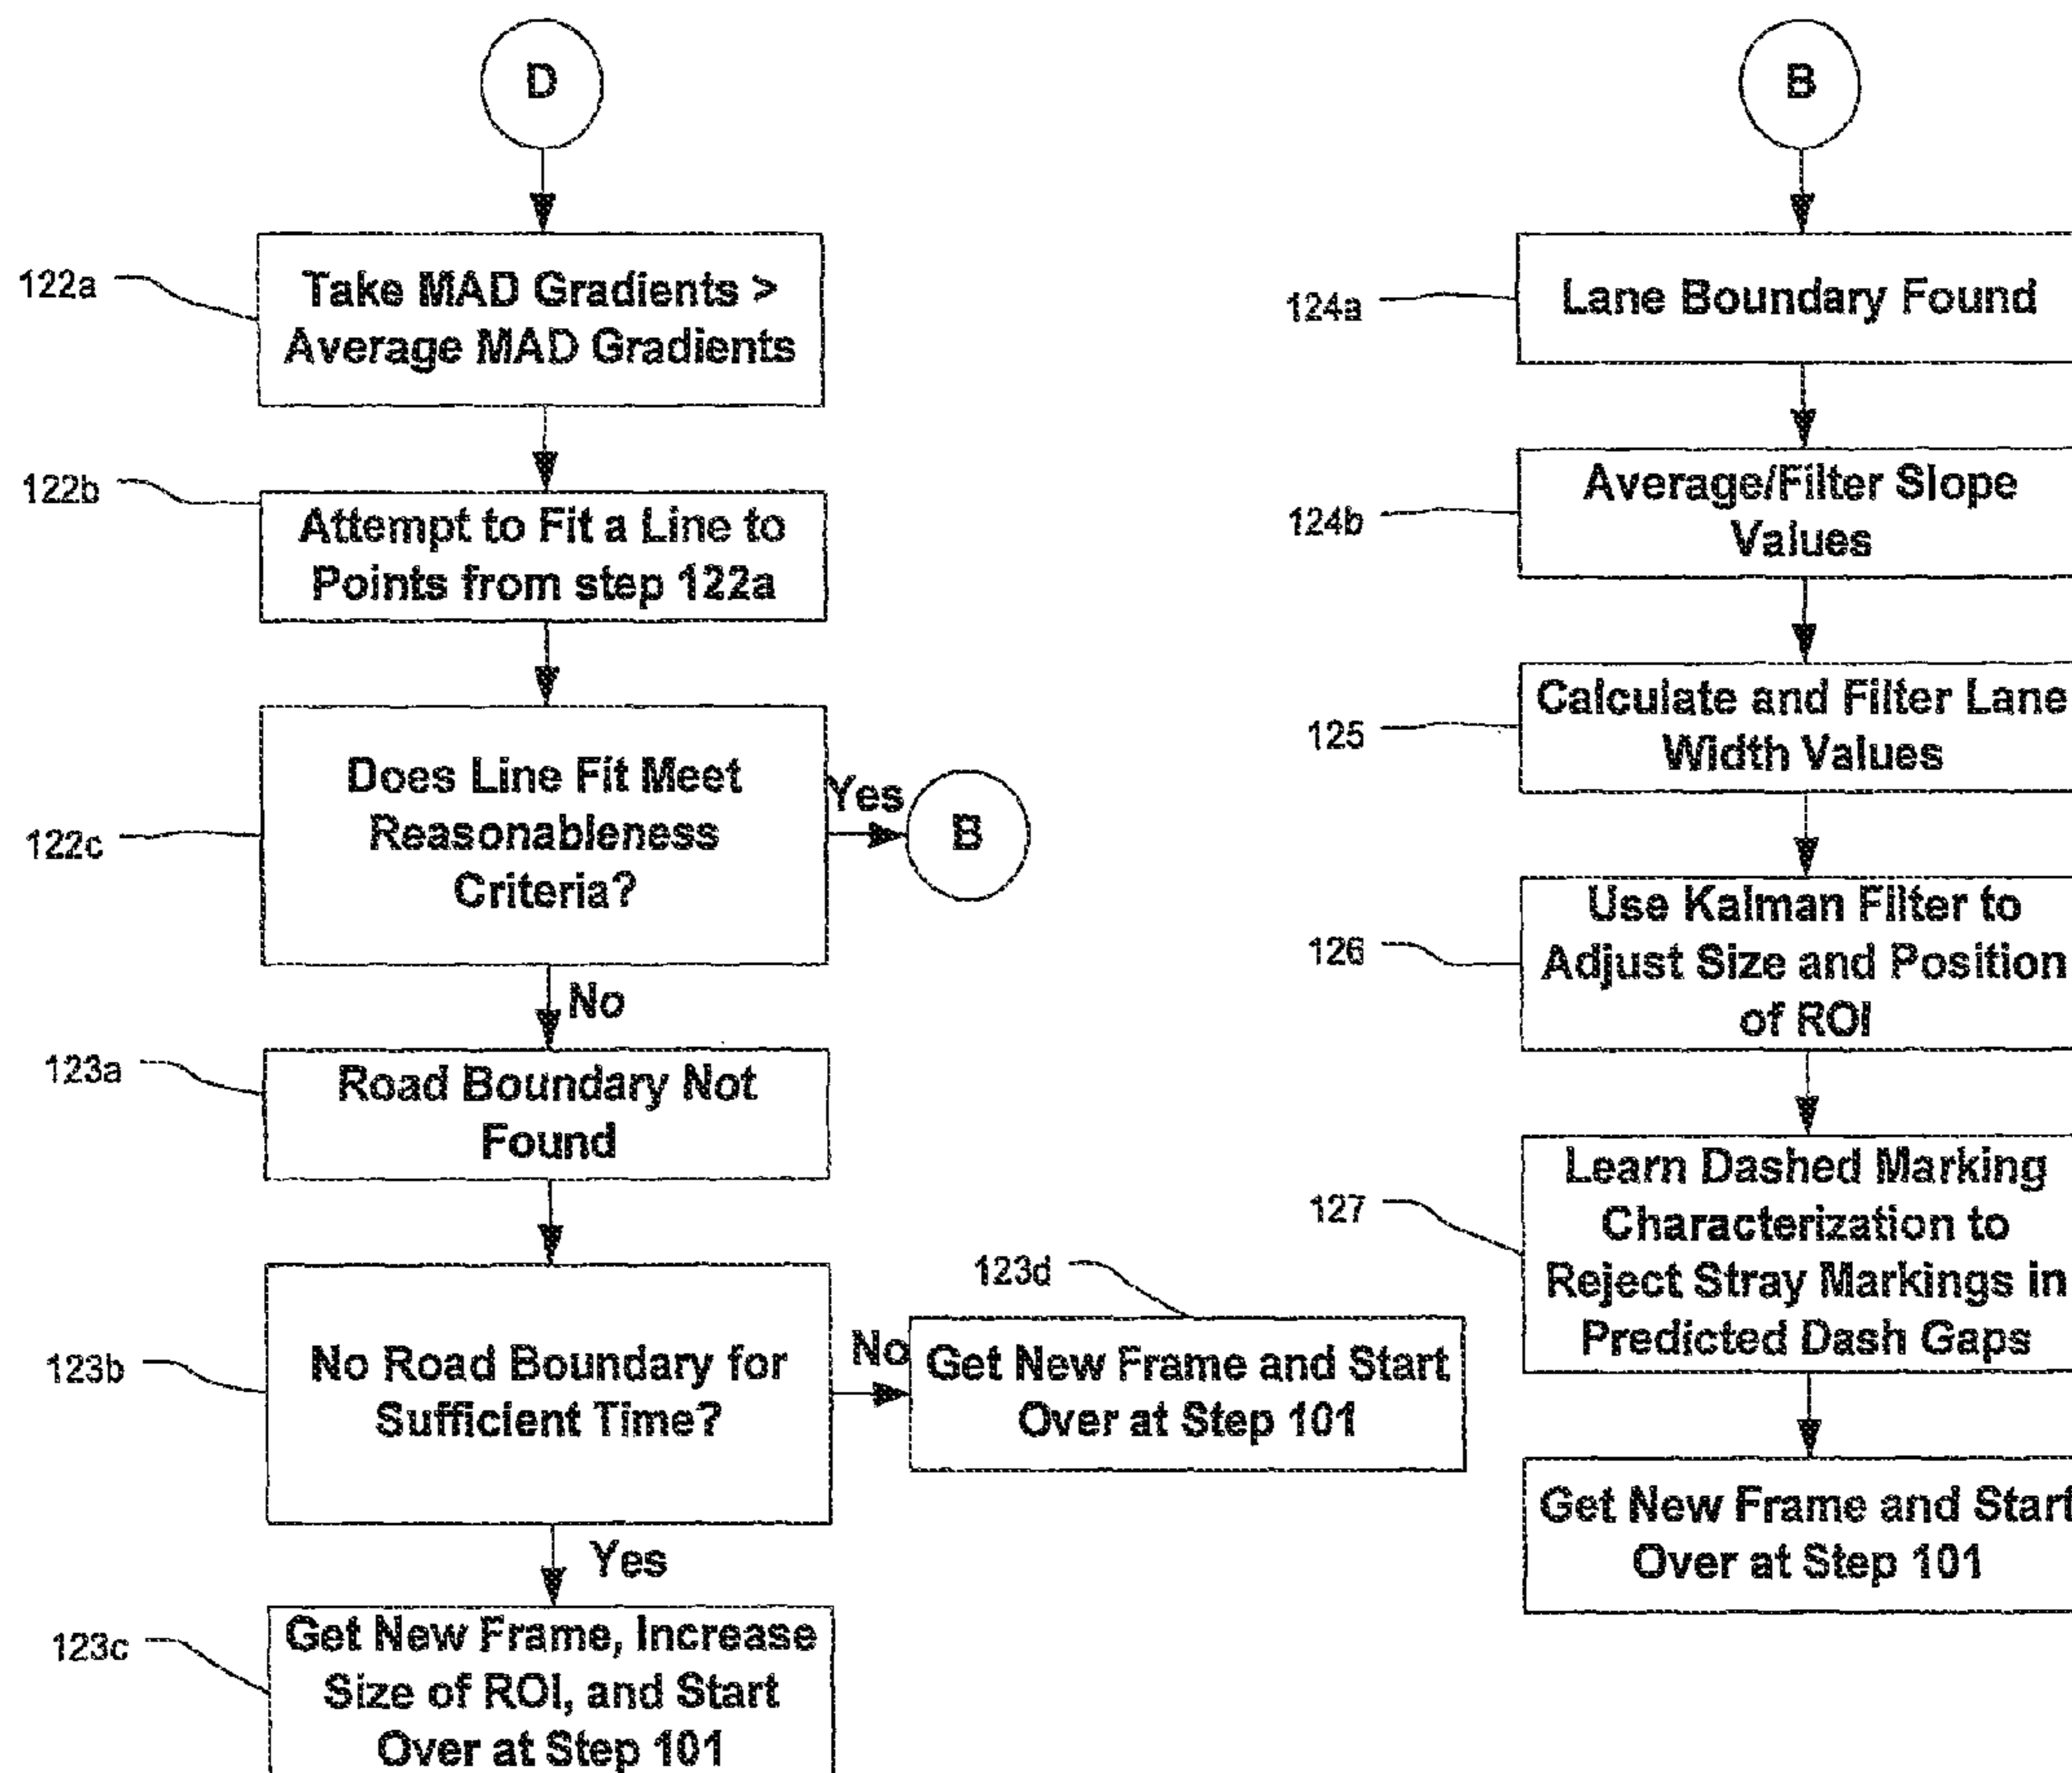 D
122a
Take MAD Gradients >
Average MAD Gradients
122b
Attempt to Fit a Line to
Points from step 122a
122c
Does Line Fit Meet
Reasonableness
Criteria?
Yes
B
No
123a
Road Boundary Not
Found
123b
No Road Boundary for
Sufficient Time?
No
123d
Get New Frame and Start
Over at Step 101
Yes
123c
Get New Frame, Increase
Size of ROI, and Start
Over at Step 101
B
124a
Lane Boundary Found
124b
Average/Filter Slope
Values
125
Calculate and Filter Lane
Width Values
126
Use Kalman Filter to
Adjust Size and Position
of ROI
127
Learn Dashed Marking
Characterization to
Reject Stray Markings in
Predicted Dash Gaps
Get New Frame and Start
Over at Step 101